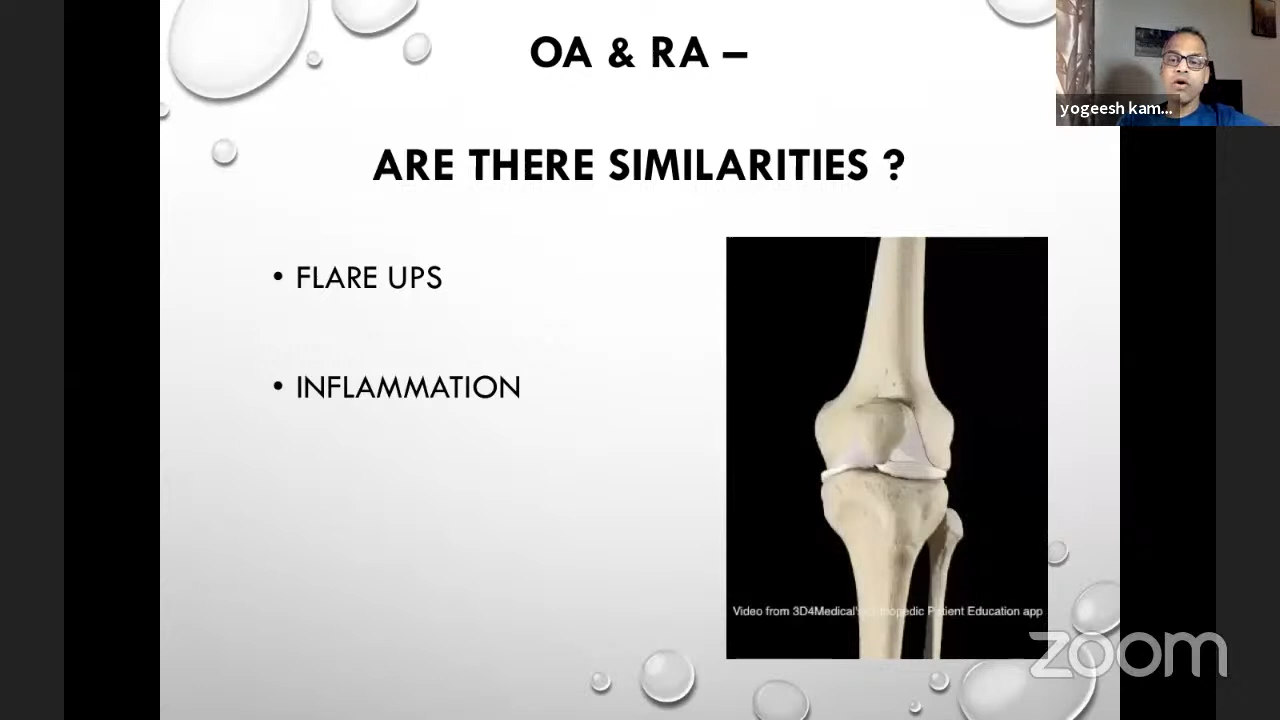 OA & RA –
ARE THERE SIMILARITIES ?
• FLARE UPS
• INFLAMMATION
Video from 3D4Medical's Patient Education app
yogeesh kam...
zoom